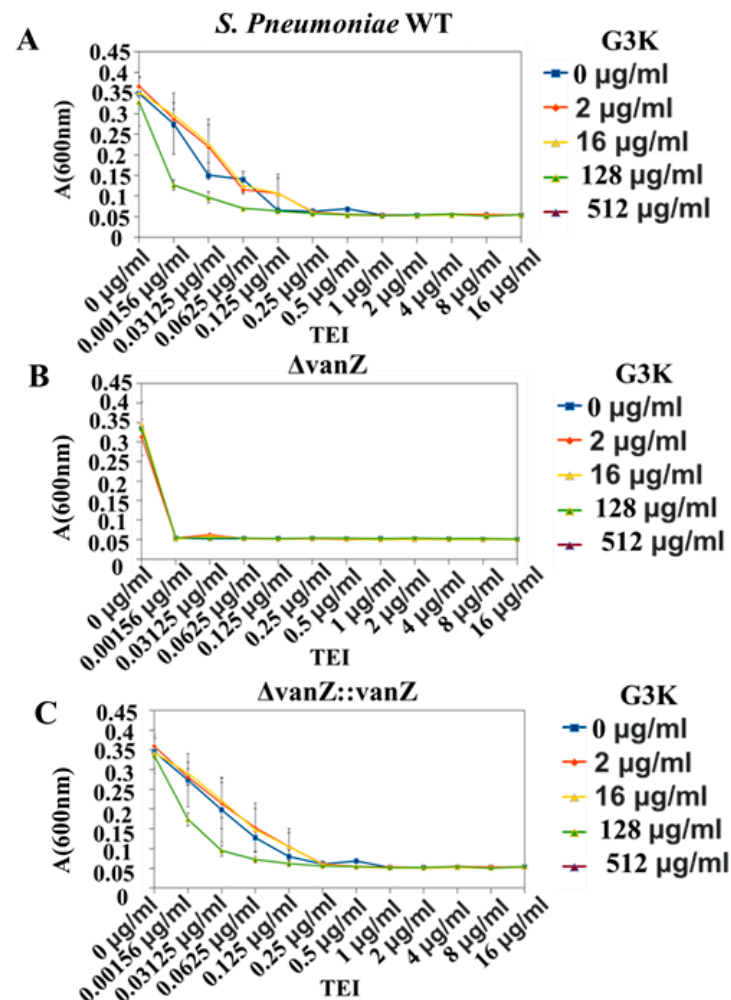 A
S. Pneumoniae WT
G3K
0 µg/ml
2 µg/ml
16 µg/ml
128 µg/ml
512 µg/ml
A(600nm)
0.45
0.4
0.35
0.3
0.25
0.2
0.15
0.1
0.05
0
0 µg/ml
0.00156 µg/ml
0.03125 µg/ml
0.0625 µg/ml
0.125 µg/ml
0.25 µg/ml
0.5 µg/ml
1 µg/ml
2 µg/ml
4 µg/ml
8 µg/ml
16 µg/ml
TEI
B
ΔvanZ
G3K
0 µg/ml
2 µg/ml
16 µg/ml
128 µg/ml
512 µg/ml
A(600nm)
0.45
0.4
0.35
0.3
0.25
0.15
0.1
0.05
0
0 µg/ml
0.00156 µg/ml
0.03125 µg/ml
0.0625 µg/ml
0.125 µg/ml
0.25 µg/ml
0.5 µg/ml
1 µg/ml
2 µg/ml
4 µg/ml
8 µg/ml
16 µg/ml
TEI
C
ΔvanZ::vanZ
G3K
0 µg/ml
2 µg/ml
16 µg/ml
128 µg/ml
512 µg/ml
A(600nm)
0.45
0.4
0.35
0.3
0.25
0.15
0.1
0.05
0
0 µg/ml
0.00156 µg/ml
0.03125 µg/ml
0.0625 µg/ml
0.125 µg/ml
0.25 µg/ml
0.5 µg/ml
1 µg/ml
2 µg/ml
4 µg/ml
8 µg/ml
16 µg/ml
TEI